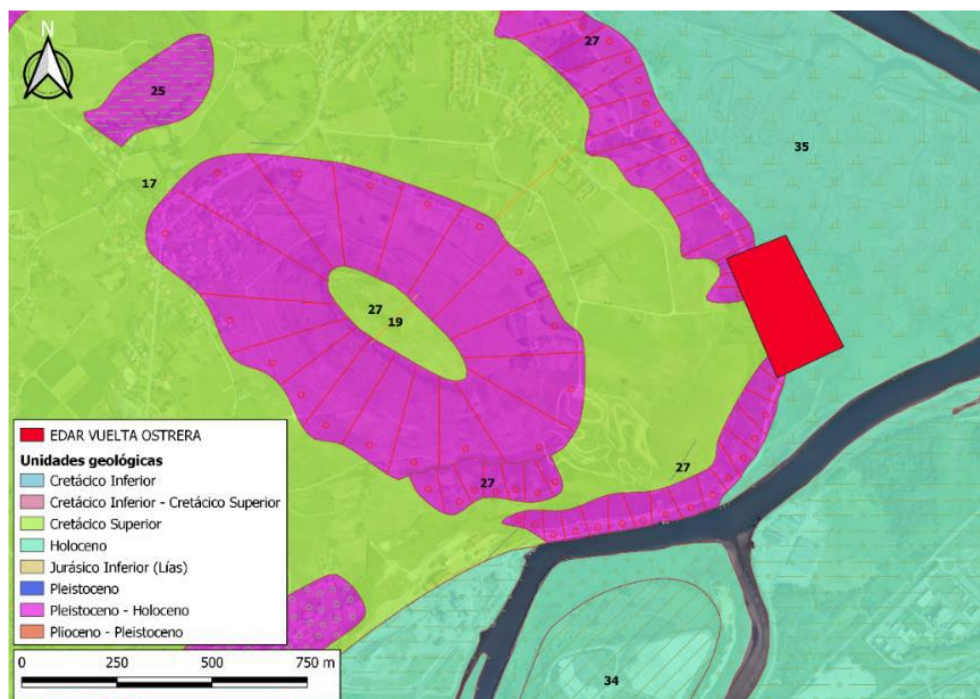 N
25
27
35
17
27
19
27
27
34
EDAR VUELTA OSTRERA
Unidades geológicas
Cretácico Inferior
Cretácico Inferior - Cretácico Superior
Cretácico Superior
Holoceno
Jurásico Inferior (Lías)
Pleistoceno
Pleistoceno - Holoceno
Plioceno - Pleistoceno
0 250 500 750 m